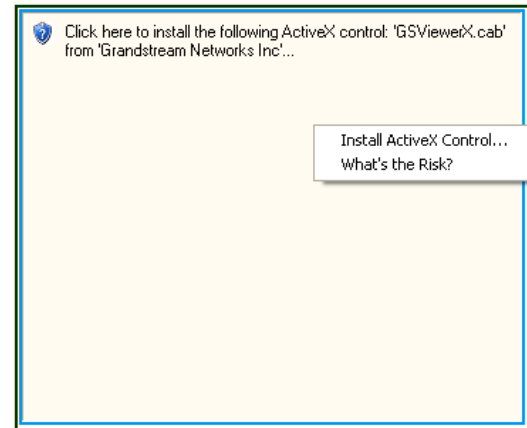 Click here to install the following ActiveX control: 'GSViewerX.cab'
from 'Grandstream Networks Inc'...
Install ActiveX Control...
What's the Risk?